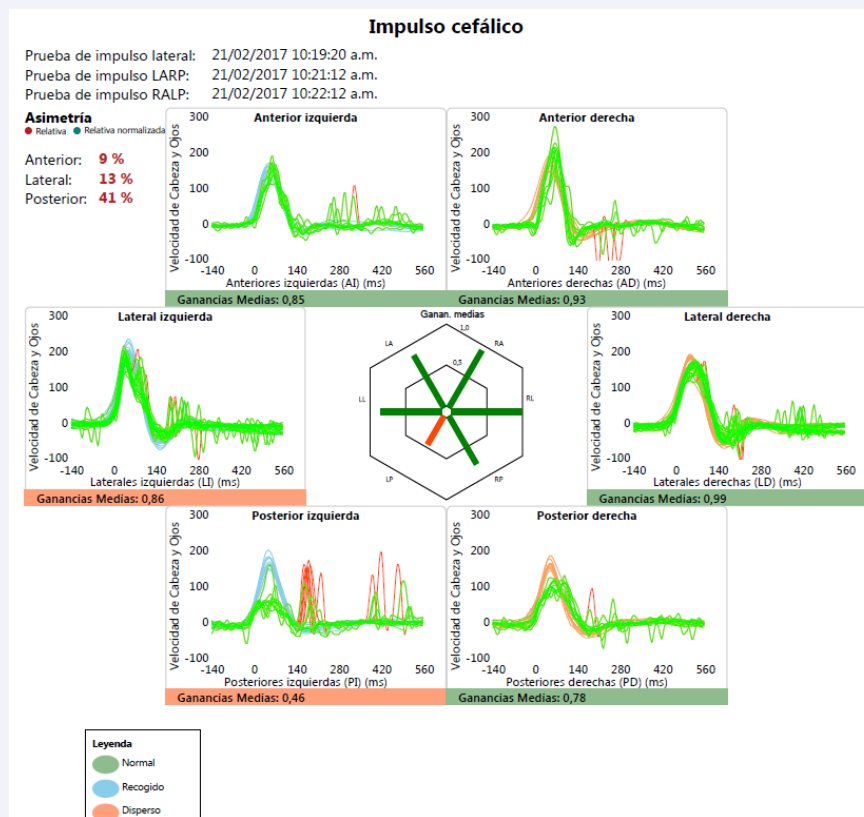 Impulso cefálico
Prueba de impulso lateral: 21/02/2017 10:19:20 a.m.
Prueba de impulso LARP: 21/02/2017 10:21:12 a.m.
Prueba de impulso RALP: 21/02/2017 10:22:12 a.m.
Asimetría
Relativa Relativa normalizada
Anterior: 9 %
Lateral: 13 %
Posterior: 41 %
Anterior izquierda
Velocidad de Cabeza y Ojos
300
200
100
0
-100
-140 0 140 280 420 560
Anteriores izquierdas (AI) (ms)
Ganancias Medias: 0,85
Anterior derecha
Velocidad de Cabeza y Ojos
300
200
100
0
-100
-140 0 140 280 420 560
Anteriores derechas (AD) (ms)
Ganancias Medias: 0,93
Lateral izquierda
Velocidad de Cabeza y Ojos
300
200
100
0
-100
-140 0 140 280 420 560
Laterales izquierdas (LI) (ms)
Ganancias Medias: 0,86
Ganan. medias
1,0
LA RA
0,5
LL RL
LP RP
Lateral derecha
Velocidad de Cabeza y Ojos
300
200
100
0
-100
-140 0 140 280 420 560
Laterales derechas (LD) (ms)
Ganancias Medias: 0,99
Posterior izquierda
Velocidad de Cabeza y Ojos
300
200
100
0
-100
-140 0 140 280 420 560
Posteriores izquierdas (PI) (ms)
Ganancias Medias: 0,46
Posterior derecha
Velocidad de Cabeza y Ojos
300
200
100
0
-100
-140 0 140 280 420 560
Posteriores derechas (PD) (ms)
Ganancias Medias: 0,78
Leyenda
Normal
Recogido
Disperso